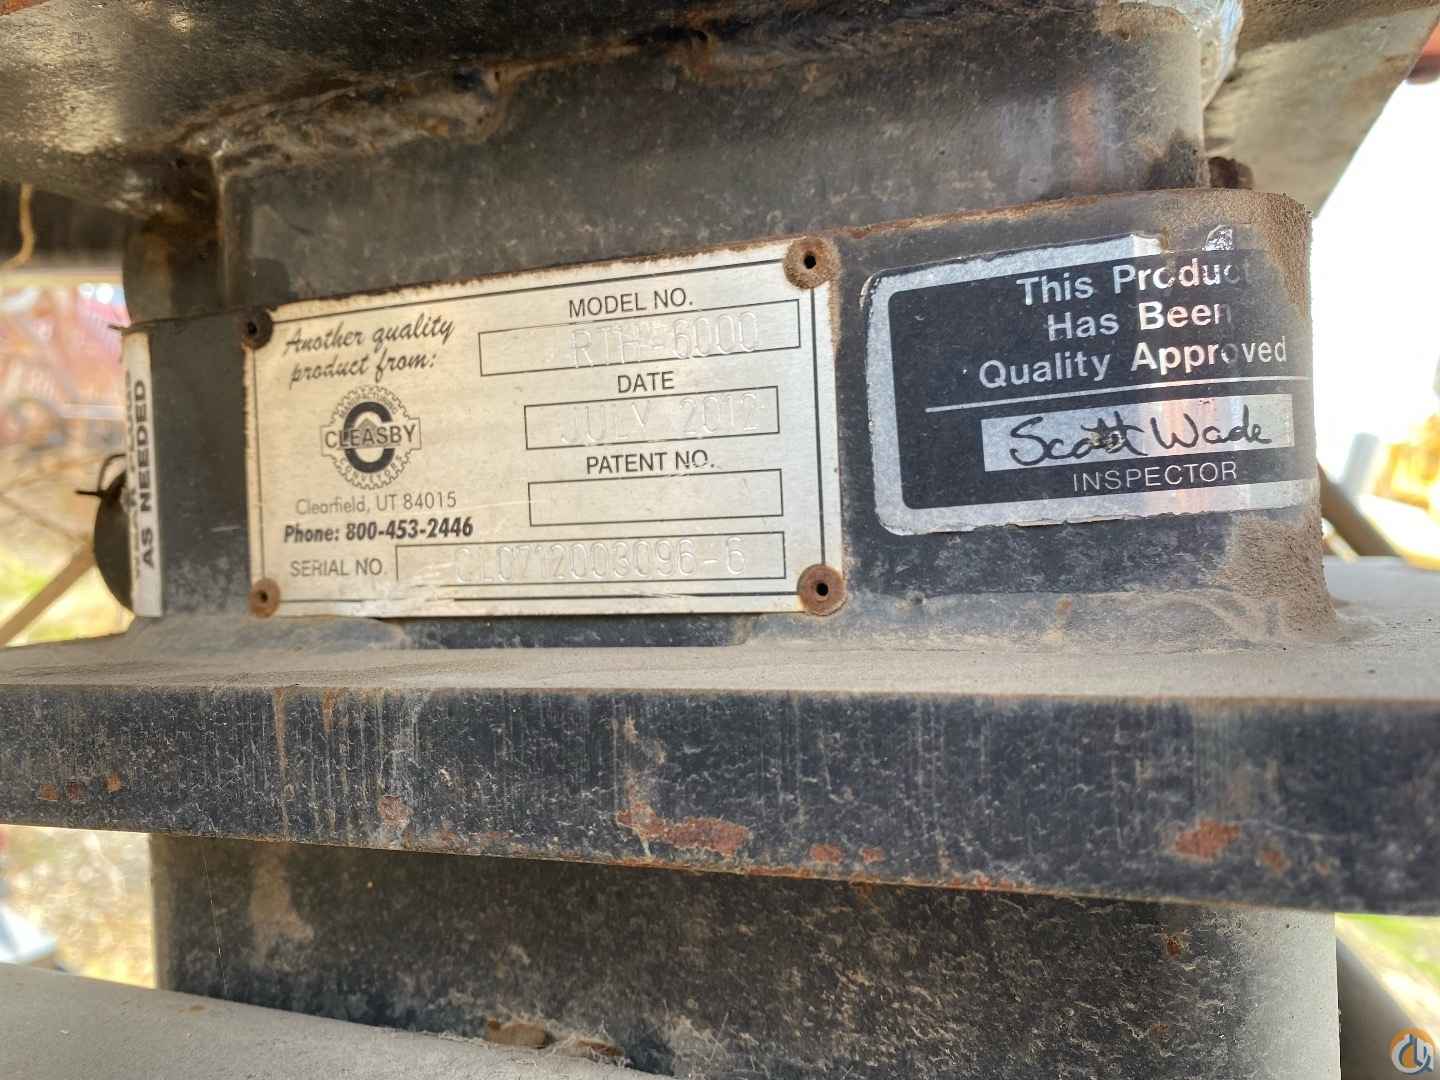 AS NEEDED
Another quality
product from:
CLEASBY
Clearfield, UT 84015
Phone: 800-453-2446
MODEL NO.
RTH-6000
DATE
JULY 2012
PATENT NO.
SERIAL NO.
CL0712003096-6
This Produc
Has Been
Quality Approved
Scott Wade
INSPECTOR